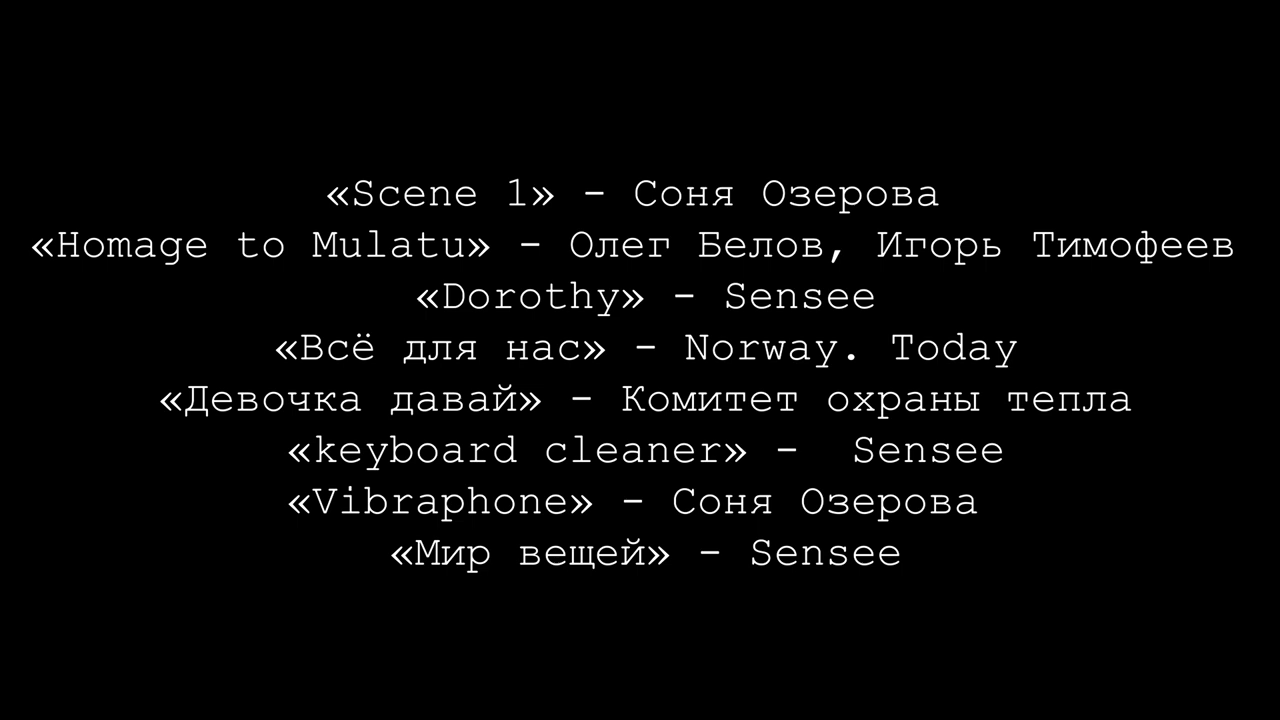 «Scene 1» - Соня Озерова
«Homage to Mulatu» - Олег Белов, Игорь Тимофеев
«Dorothy» - Sensee
«Всё для нас» - Norway. Today
«Девочка давай» - Комитет охраны тепла
«keyboard cleaner» -  Sensee
«Vibraphone» - Соня Озерова
«Мир вещей» - Sensee